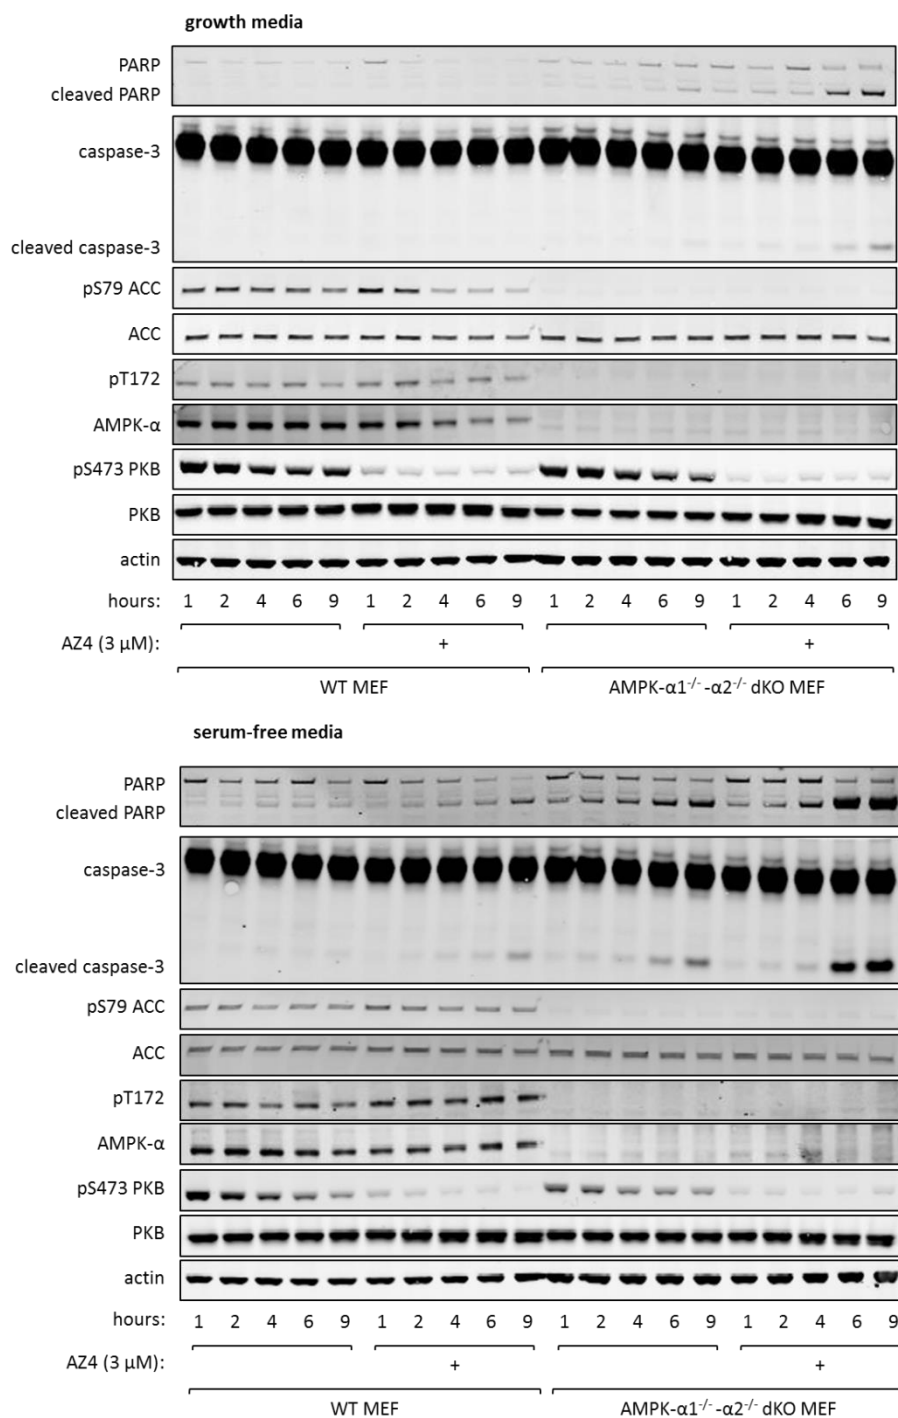 growth media
PARP
cleaved PARP
caspase-3
cleaved caspase-3
pS79 ACC
ACC
pT172
AMPK-α
pS473 PKB
PKB
actin
hours: 1 2 4 6 9 1 2 4 6 9 1 2 4 6 9 1 2 4 6 9
AZ4 (3 µM): + +
WT MEF AMPK-α1-/--α2-/- dKO MEF
serum-free media
PARP
cleaved PARP
caspase-3
cleaved caspase-3
pS79 ACC
ACC
pT172
AMPK-α
pS473 PKB
PKB
actin
hours: 1 2 4 6 9 1 2 4 6 9 1 2 4 6 9 1 2 4 6 9
AZ4 (3 µM): + +
WT MEF AMPK-α1-/--α2-/- dKO MEF